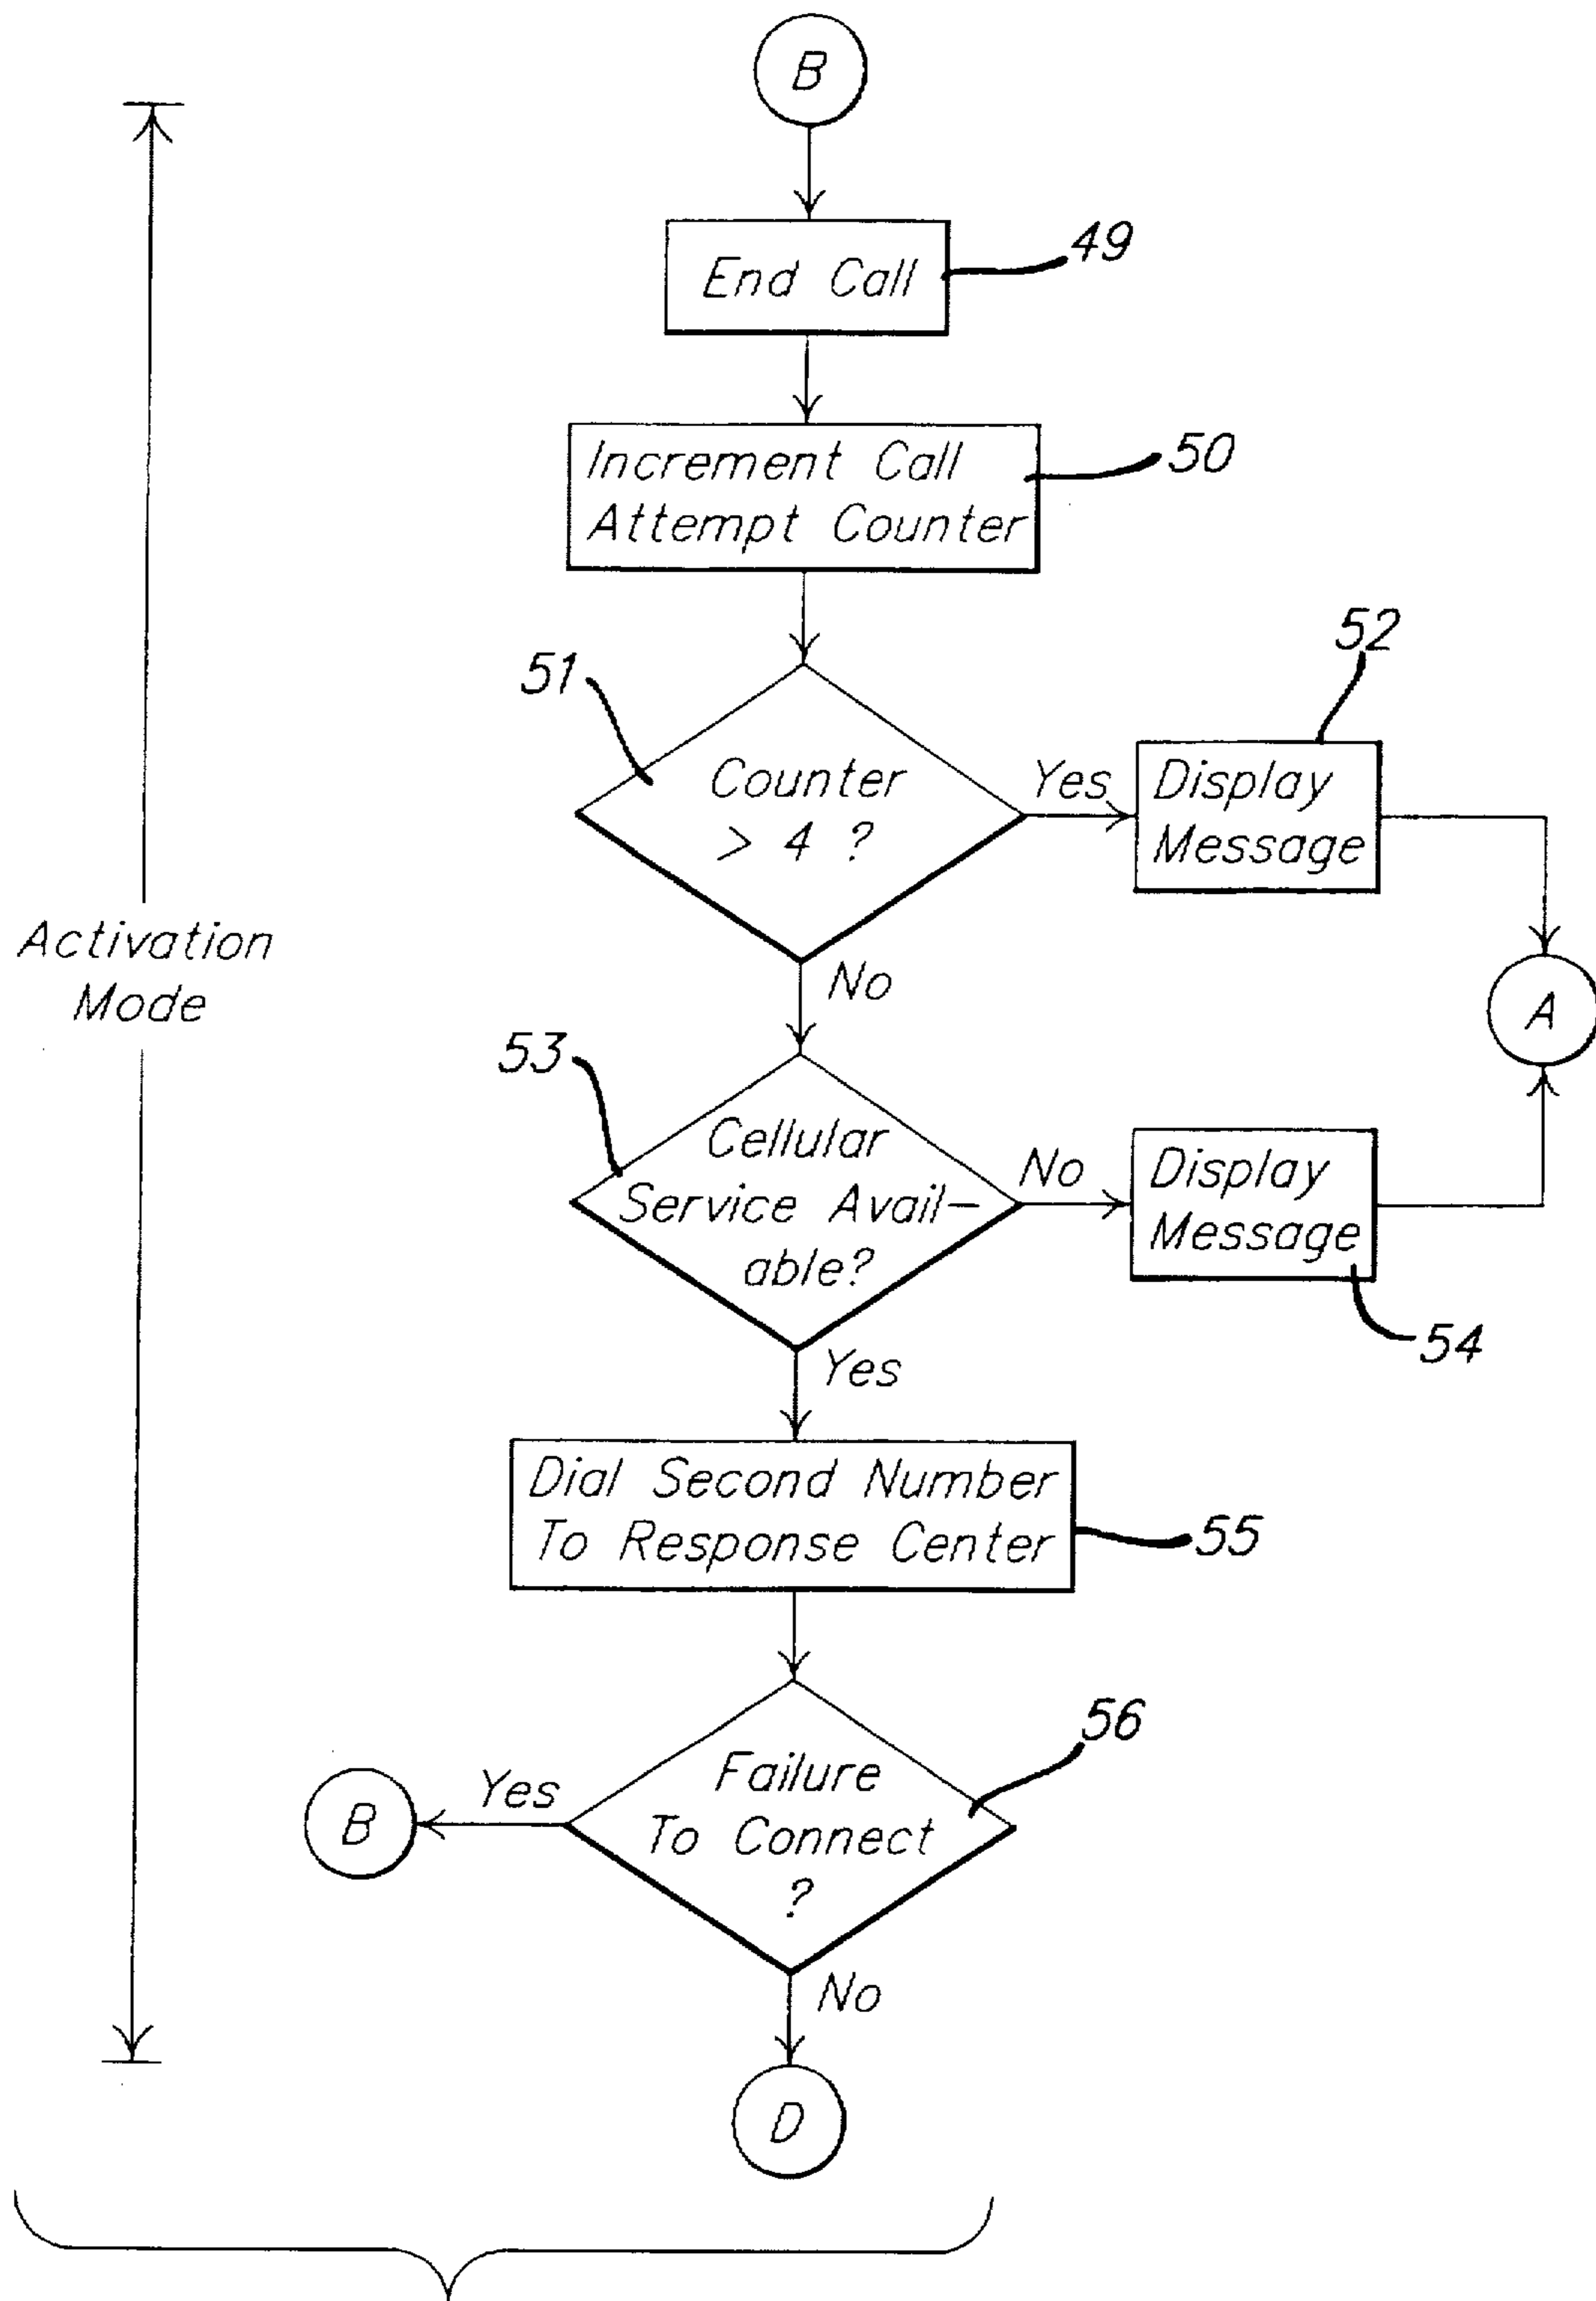 B
End Call
49
Increment Call
Attempt Counter
50
51
Counter
> 4 ?
Yes
52
Display
Message
No
A
Activation
Mode
53
Cellular
Service Avail-
able?
No
Display
Message
54
Yes
Dial Second Number
To Response Center
55
56
Failure
To Connect
?
Yes
B
No
D